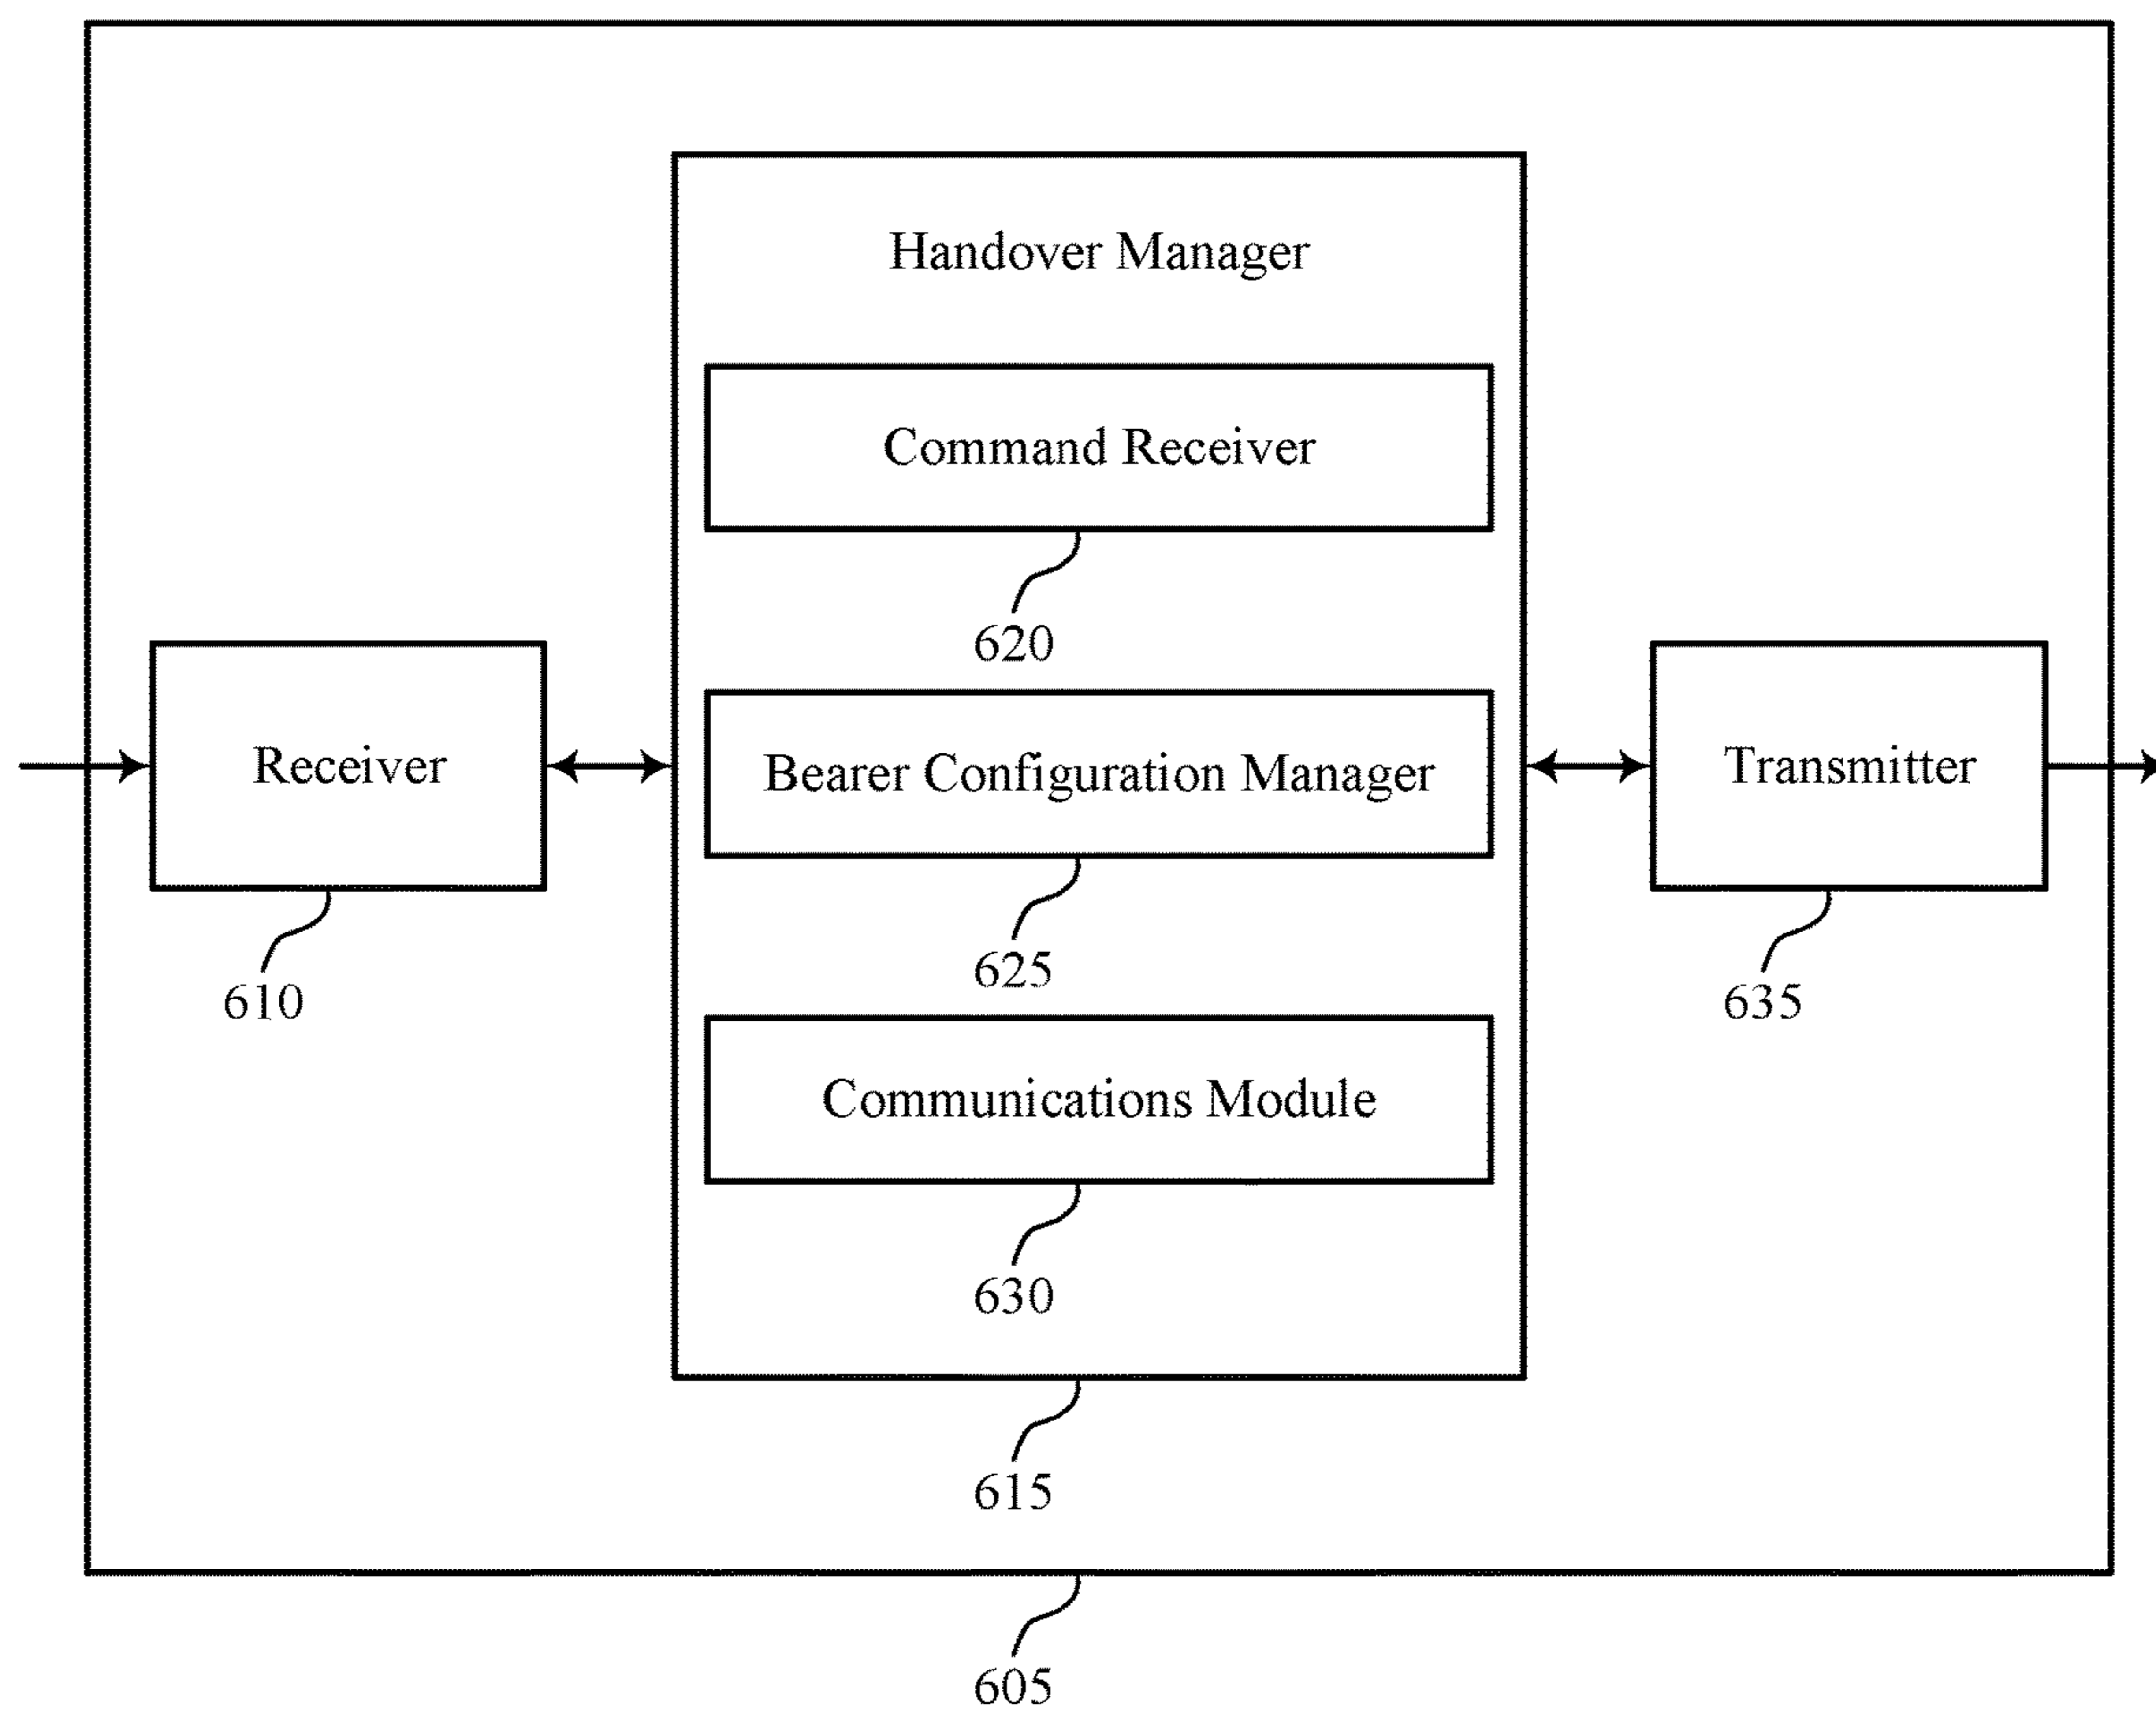 Handover Manager
Command Receiver
620
Receiver
Bearer Configuration Manager
Transmitter
625
610
635
Communications Module
630
615
605